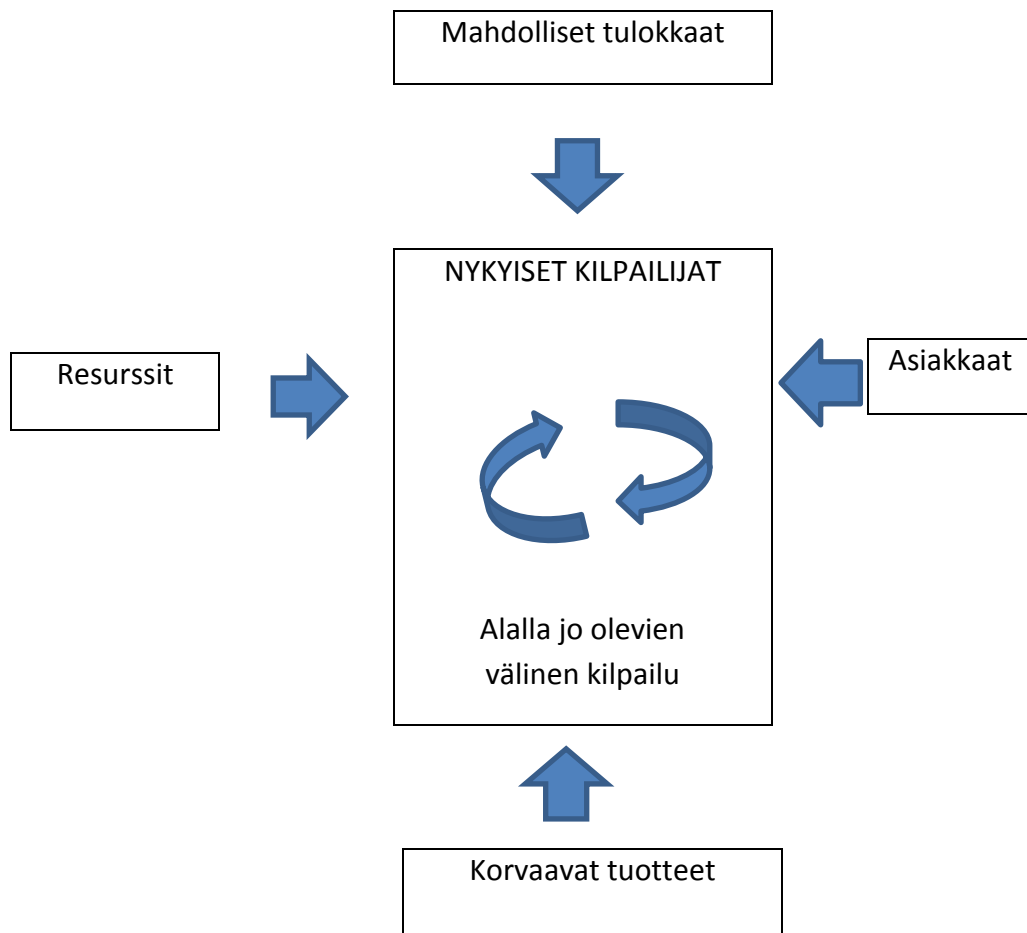 Mahdolliset tulokkaat
NYKYISET KILPAILIJAT
Resurssit
Asiakkaat
Alalla jo olevien
välinen kilpailu
Korvaavat tuotteet